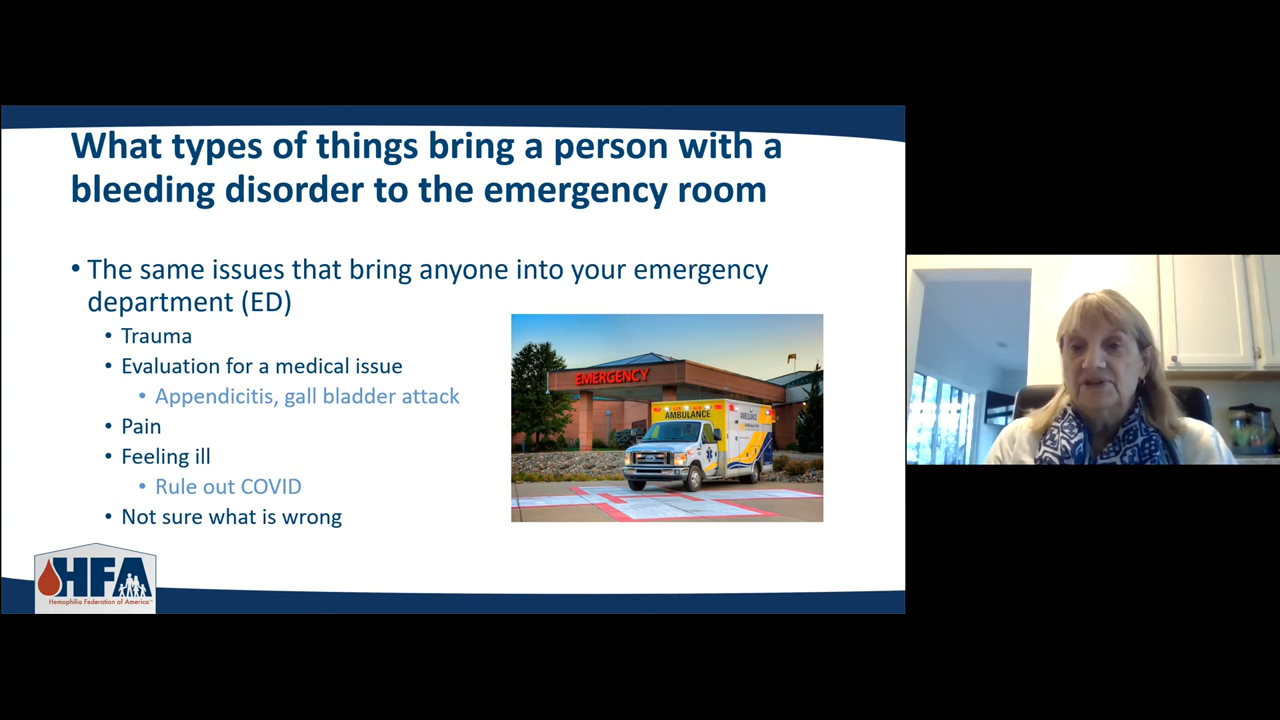 What types of things bring a person with a
bleeding disorder to the emergency room
• The same issues that bring anyone into your emergency
department (ED)
• Trauma
• Evaluation for a medical issue
• Appendicitis, gall bladder attack
• Pain
• Feeling ill
• Rule out COVID
• Not sure what is wrong
EMERGENCY
AMBULANCE
AMBULANCE
HFA
Hemophilia Federation of America